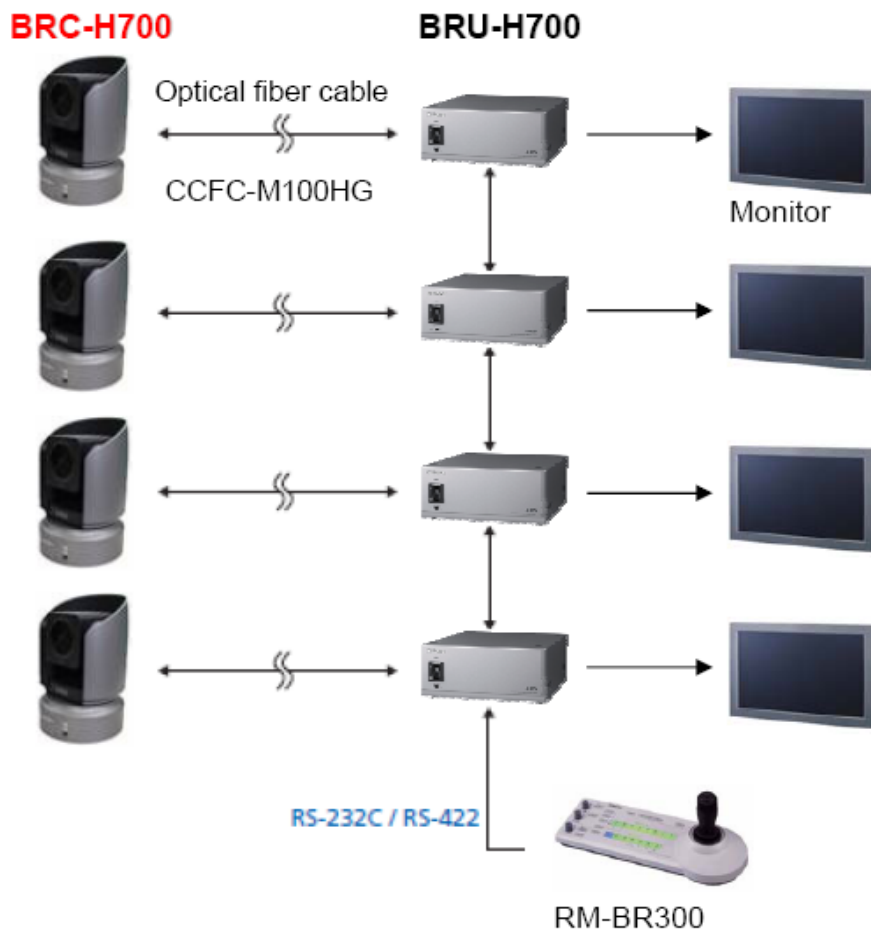 BRC-H700
BRU-H700
Optical fiber cable
CCFC-M100HG
Monitor
RS-232C / RS-422
RM-BR300